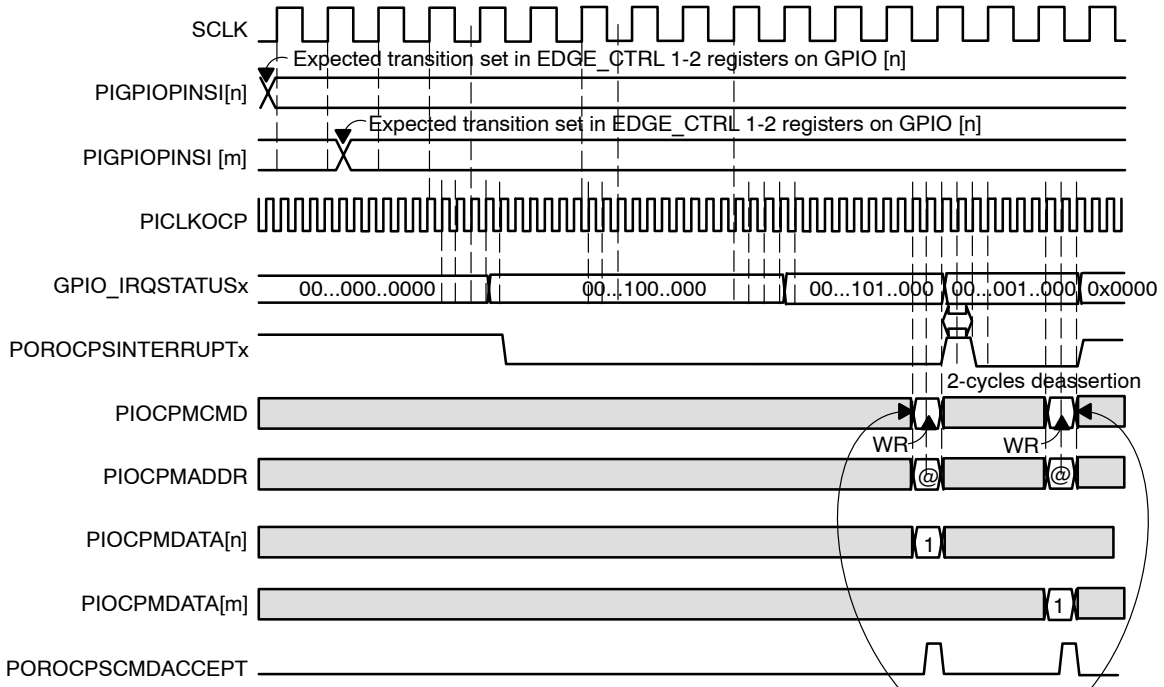 SCLK
Expected transition set in EDGE_CTRL 1-2 registers on GPIO [n]
PIGPIOPINSI[n]
Expected transition set in EDGE_CTRL 1-2 registers on GPIO [n]
PIGPIOPINSI [m]
PICLKOCP
GPIO_IRQSTATUSx 00...000..0000 00...100..000 00...101..000 00...001..000 0x0000
POROCPSINTERRUPTx
2-cycles deassertion
PIOCPMCMD
WR WR
PIOCPMADDR @ @
PIOCPMDATA[n] 1
PIOCPMDATA[m] 1
POROCPSCMDACCEPT